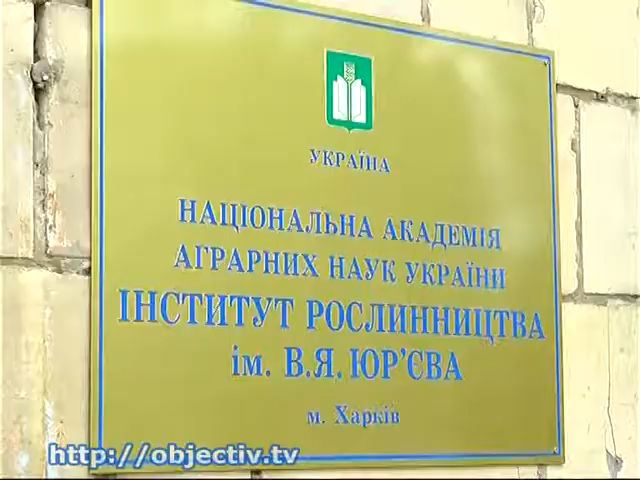 УКРАЇНА
НАЦІОНАЛЬНА АКАДЕМІЯ
АГРАРНИХ НАУК УКРАЇНИ
ІНСТИТУТ РОСЛИННИЦТВА
ім. В.Я. ЮР'ЄВА
м. Харків
http://objectiv.tv